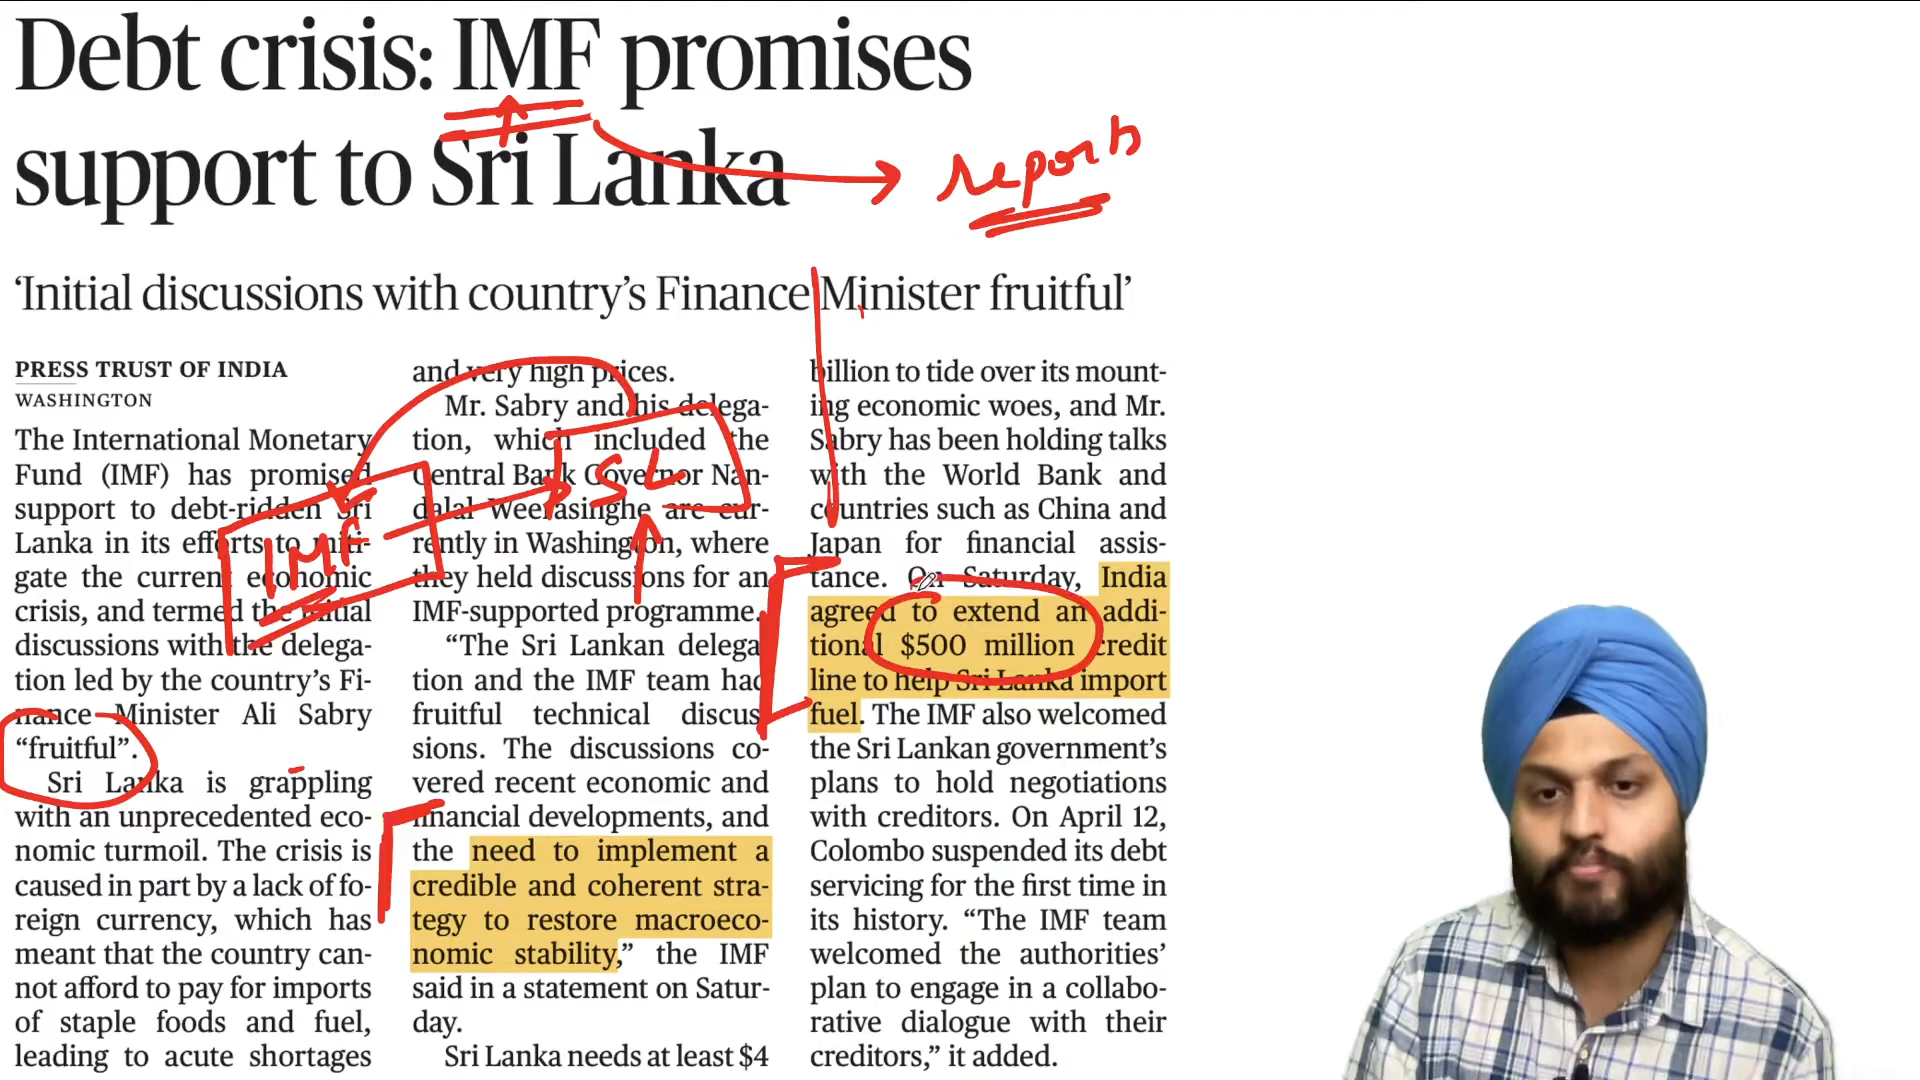 Debt crisis: IMF promises
support to Sri Lanka
reports
‘Initial discussions with country’s Finance Minister fruitful’
PRESS TRUST OF INDIA
WASHINGTON
The International Monetary
Fund (IMF) has promised
support to debt-ridden Sri
Lanka in its efforts to miti-
gate the current economic
crisis, and termed the initial
discussions with the delega-
tion led by the country’s Fi-
nance Minister Ali Sabry
“fruitful”.
Sri Lanka is grappling
with an unprecedented eco-
nomic turmoil. The crisis is
caused in part by a lack of fo-
reign currency, which has
meant that the country can-
not afford to pay for imports
of staple foods and fuel,
leading to acute shortages
IMF
and very high prices.
Mr. Sabry and his delega-
tion, which included the
Central Bank Governor Nan-
dalal Weerasinghe are cur-
rently in Washington, where
they held discussions for an
IMF-supported programme.
“The Sri Lankan delega
tion and the IMF team had
fruitful technical discus
sions. The discussions co-
vered recent economic and
financial developments, and
the need to implement a
credible and coherent stra-
tegy to restore macroeco-
nomic stability,” the IMF
said in a statement on Satur-
day.
Sri Lanka needs at least $4
SL
billion to tide over its mount-
ing economic woes, and Mr.
Sabry has been holding talks
with the World Bank and
countries such as China and
Japan for financial assis-
tance. On Saturday, India
agreed to extend an addi-
tional $500 million credit
line to help Sri Lanka import
fuel. The IMF also welcomed
the Sri Lankan government’s
plans to hold negotiations
with creditors. On April 12,
Colombo suspended its debt
servicing for the first time in
its history. “The IMF team
welcomed the authorities’
plan to engage in a collabo-
rative dialogue with their
creditors,” it added.